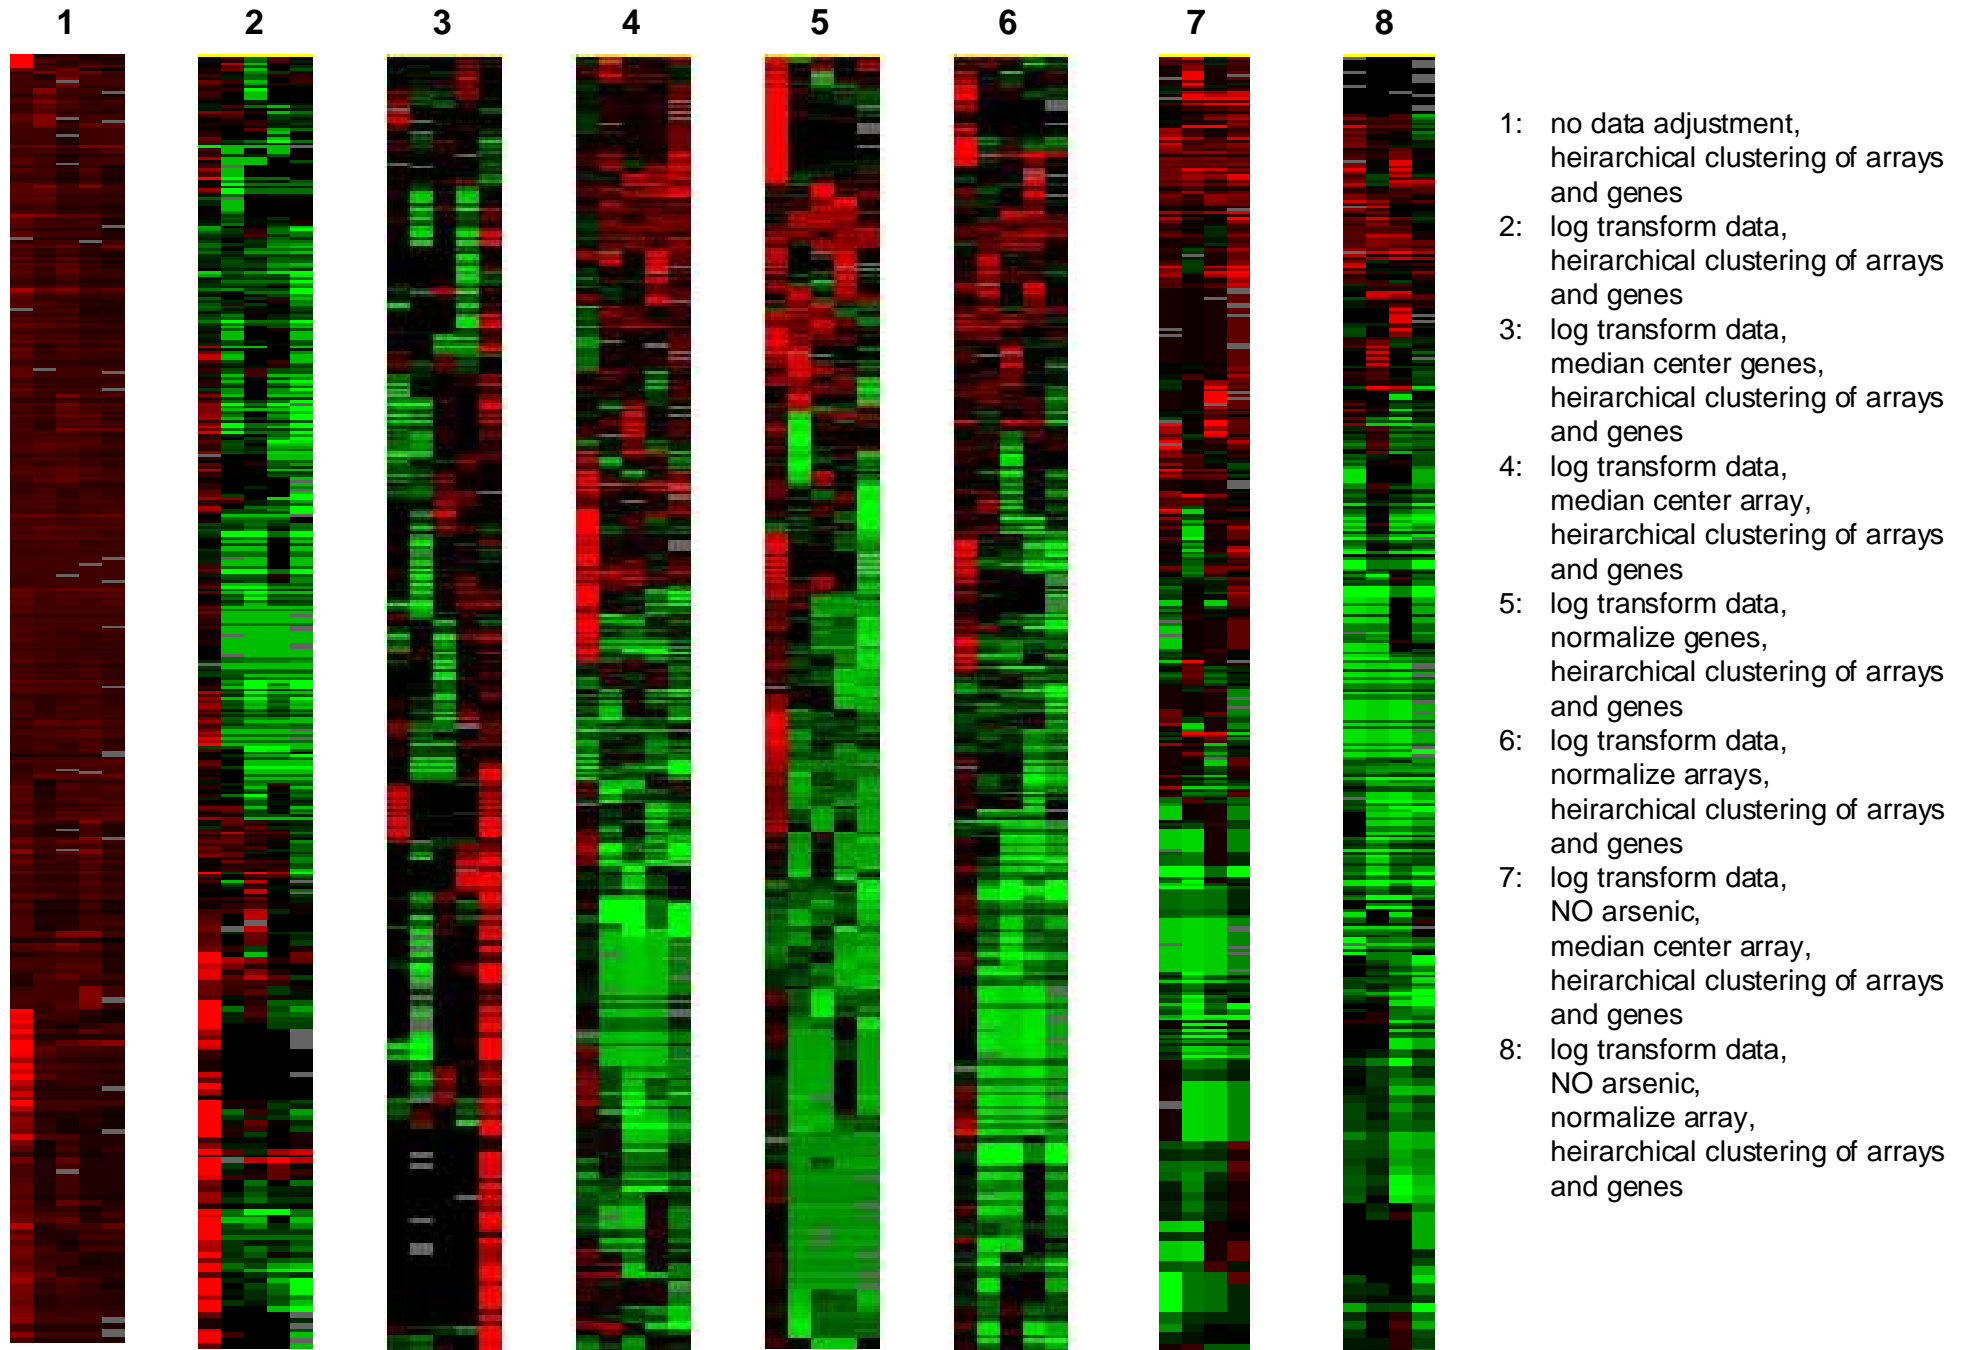 1 2 3 4 5 6 7 8
1: no data adjustment,
heirarchical clustering of arrays
and genes
2: log transform data,
heirarchical clustering of arrays
and genes
3: log transform data,
median center genes,
heirarchical clustering of arrays
and genes
4: log transform data,
median center array,
heirarchical clustering of arrays
and genes
5: log transform data,
normalize genes,
heirarchical clustering of arrays
and genes
6: log transform data,
normalize arrays,
heirarchical clustering of arrays
and genes
7: log transform data,
NO arsenic,
median center array,
heirarchical clustering of arrays
and genes
8: log transform data,
NO arsenic,
normalize array,
heirarchical clustering of arrays
and genes